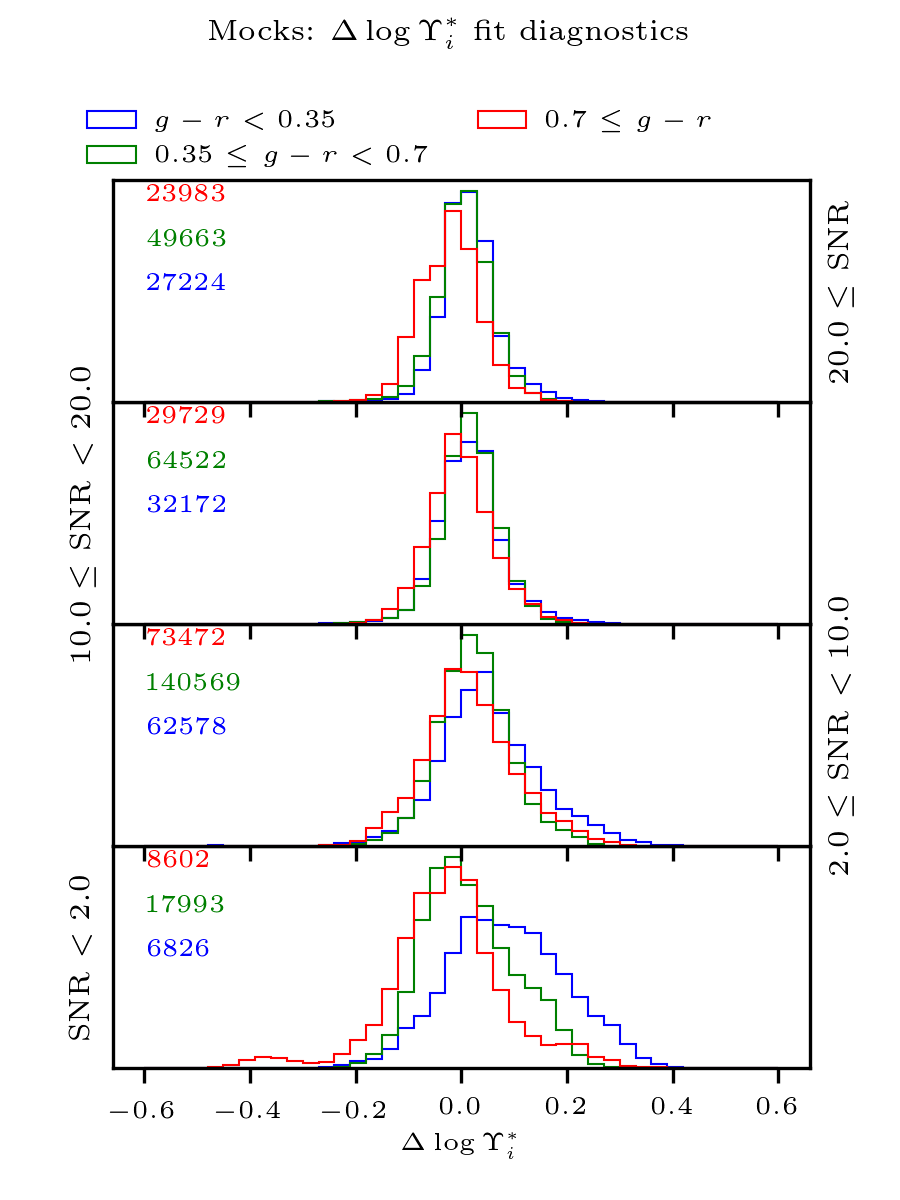 Mocks: Δ log ϒ*ᵢ fit diagnostics
g − r < 0.35
0.7 ≤ g − r
0.35 ≤ g − r < 0.7
23983
49663
27224
20.0 ≤ SNR
29729
64522
32172
10.0 ≤ SNR < 20.0
73472
140569
62578
2.0 ≤ SNR < 10.0
8602
17993
6826
SNR < 2.0
−0.6 −0.4 −0.2 0.0 0.2 0.4 0.6
Δ log ϒ*ᵢ